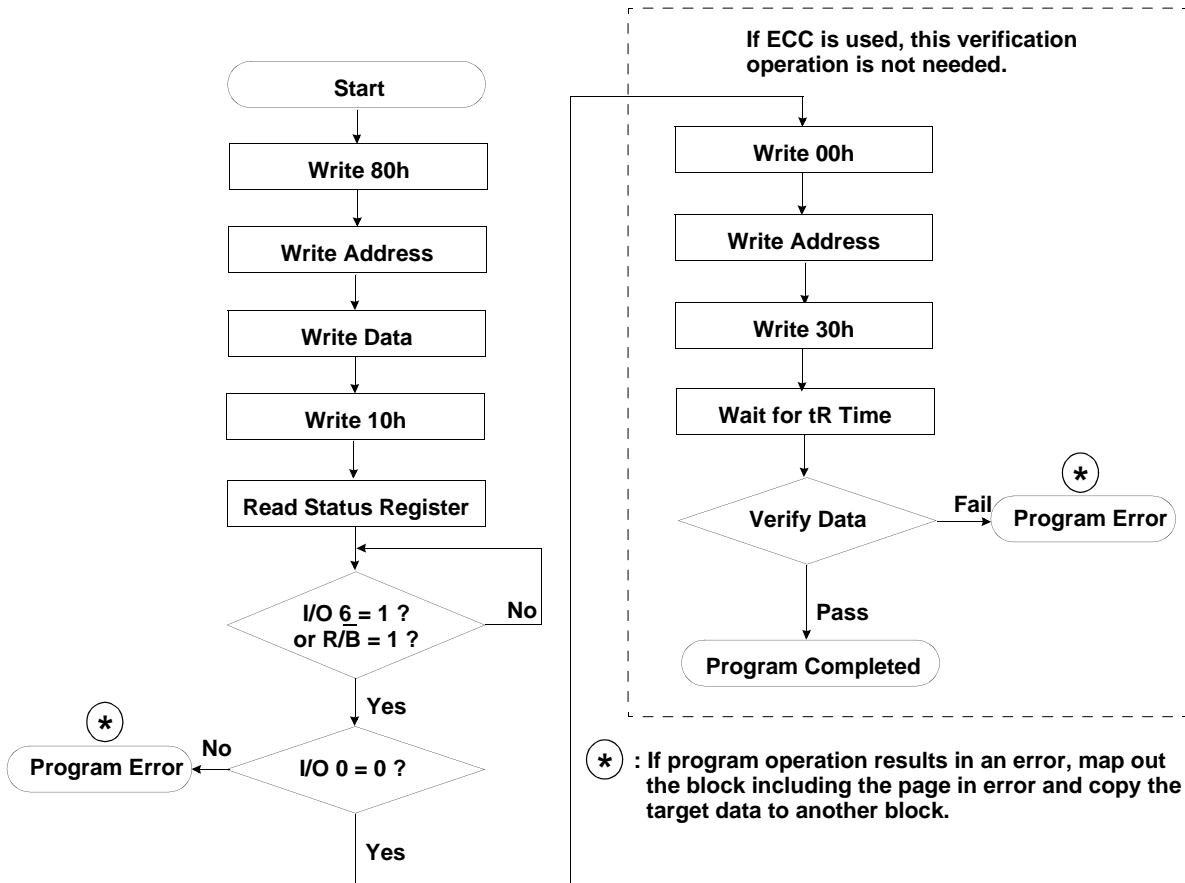 Start
Write 80h
Write Address
Write Data
Write 10h
Read Status Register
I/O 6 = 1 ?
or R/B̅ = 1 ?
No
Yes
*
No
Program Error
I/O 0 = 0 ?
Yes
If ECC is used, this verification
operation is not needed.
Write 00h
Write Address
Write 30h
Wait for tR Time
Verify Data
Fail
*
Program Error
Pass
Program Completed
* : If program operation results in an error, map out
the block including the page in error and copy the
target data to another block.